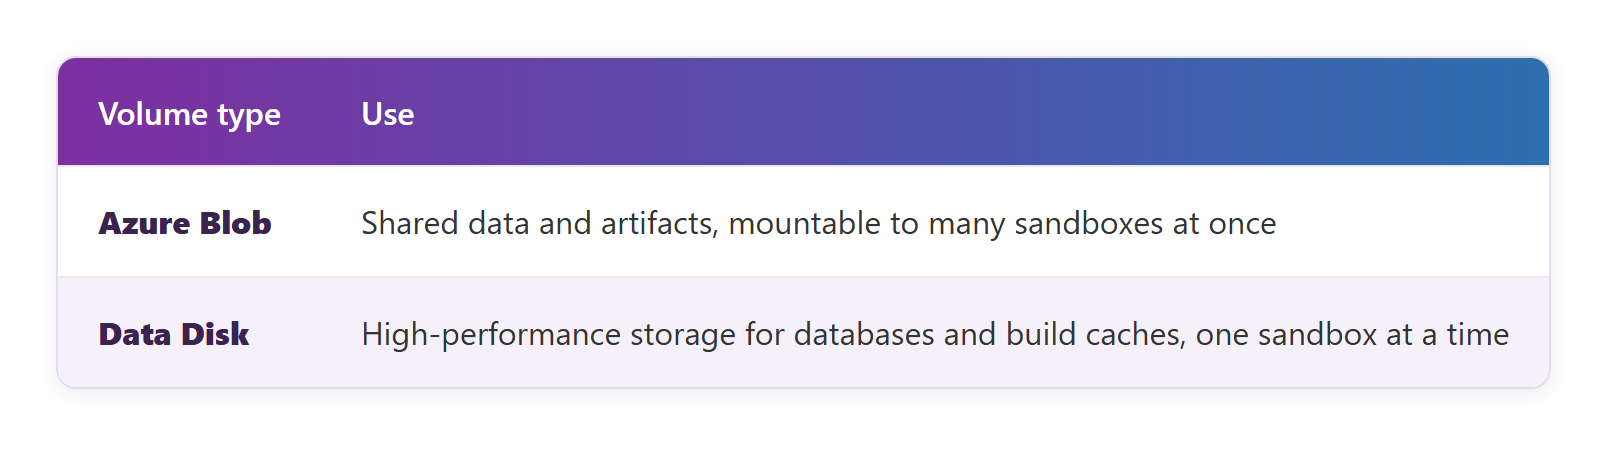 Volume type Use
Azure Blob Shared data and artifacts, mountable to many sandboxes at once
Data Disk High-performance storage for databases and build caches, one sandbox at a time